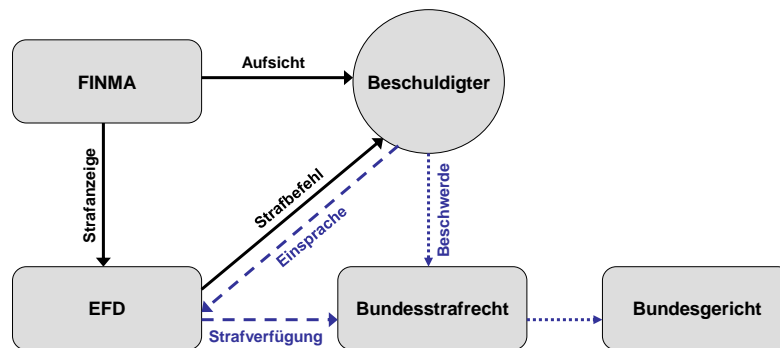 FINMA
Aufsicht
Beschuldigter
Strafanzeige
Strafbefehl
Einsprache
Beschwerde
EFD
Strafverfügung
Bundesstrafrecht
Bundesgericht